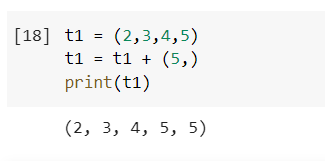 [18] t1 = (2,3,4,5)
t1 = t1 + (5,)
print(t1)
(2, 3, 4, 5, 5)